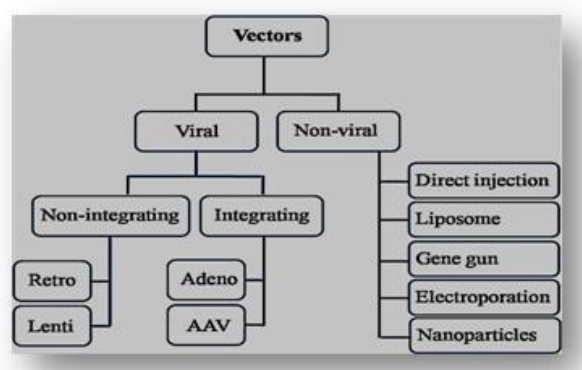 Vectors
Viral
Non-viral
Non-integrating
Integrating
Retro
Lenti
Adeno
AAV
Direct injection
Liposome
Gene gun
Electroporation
Nanoparticles